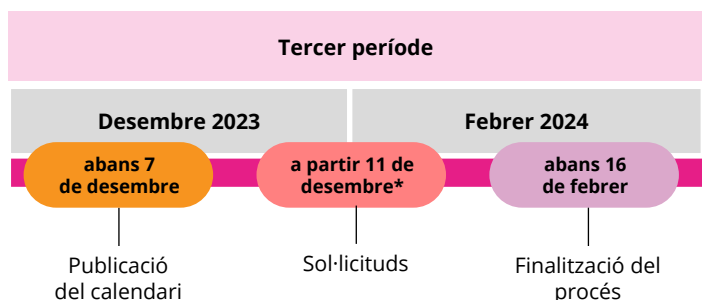 Tercer període
Desembre 2023
Febrer 2024
abans 7
de desembre
a partir 11 de
desembre*
abans 16
de febrer
Publicació
del calendari
Sol·licituds
Finalització del
procés